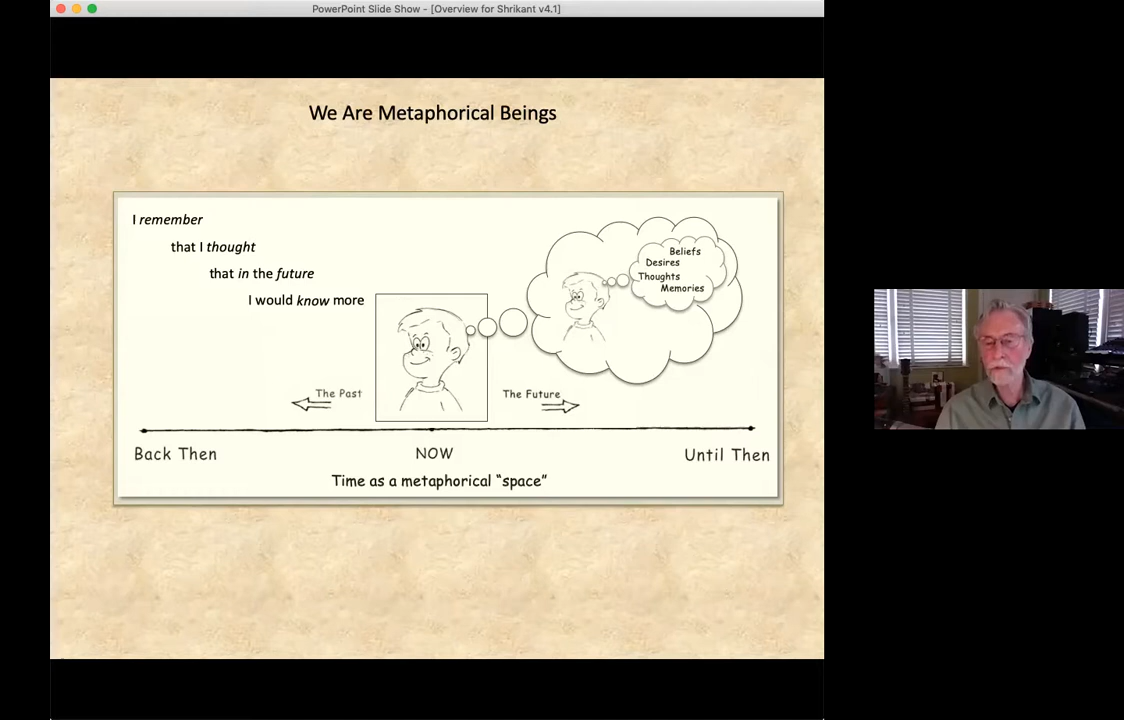 PowerPoint Slide Show - [Overview for Shrikant v4.1]
We Are Metaphorical Beings
I remember
that I thought
that in the future
I would know more
Beliefs
Desires
Thoughts
Memories
The Past
The Future
Back Then
NOW
Until Then
Time as a metaphorical “space”